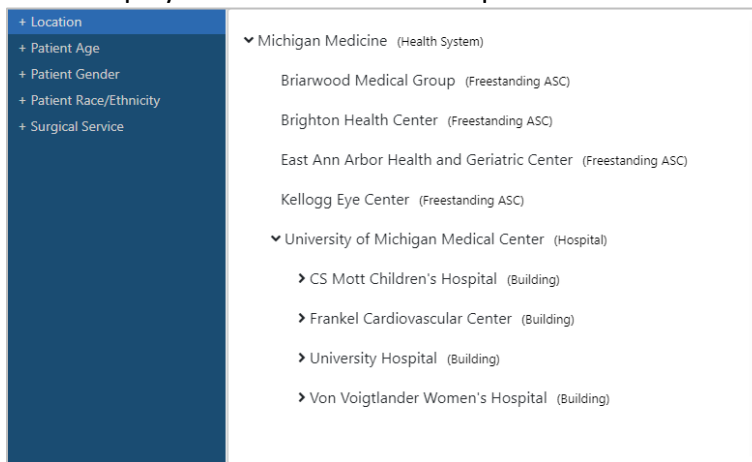 + Location
+ Patient Age
+ Patient Gender
+ Patient Race/Ethnicity
+ Surgical Service
Michigan Medicine (Health System)
Briarwood Medical Group (Freestanding ASC)
Brighton Health Center (Freestanding ASC)
East Ann Arbor Health and Geriatric Center (Freestanding ASC)
Kellogg Eye Center (Freestanding ASC)
University of Michigan Medical Center (Hospital)
CS Mott Children's Hospital (Building)
Frankel Cardiovascular Center (Building)
University Hospital (Building)
Von Voigtlander Women's Hospital (Building)